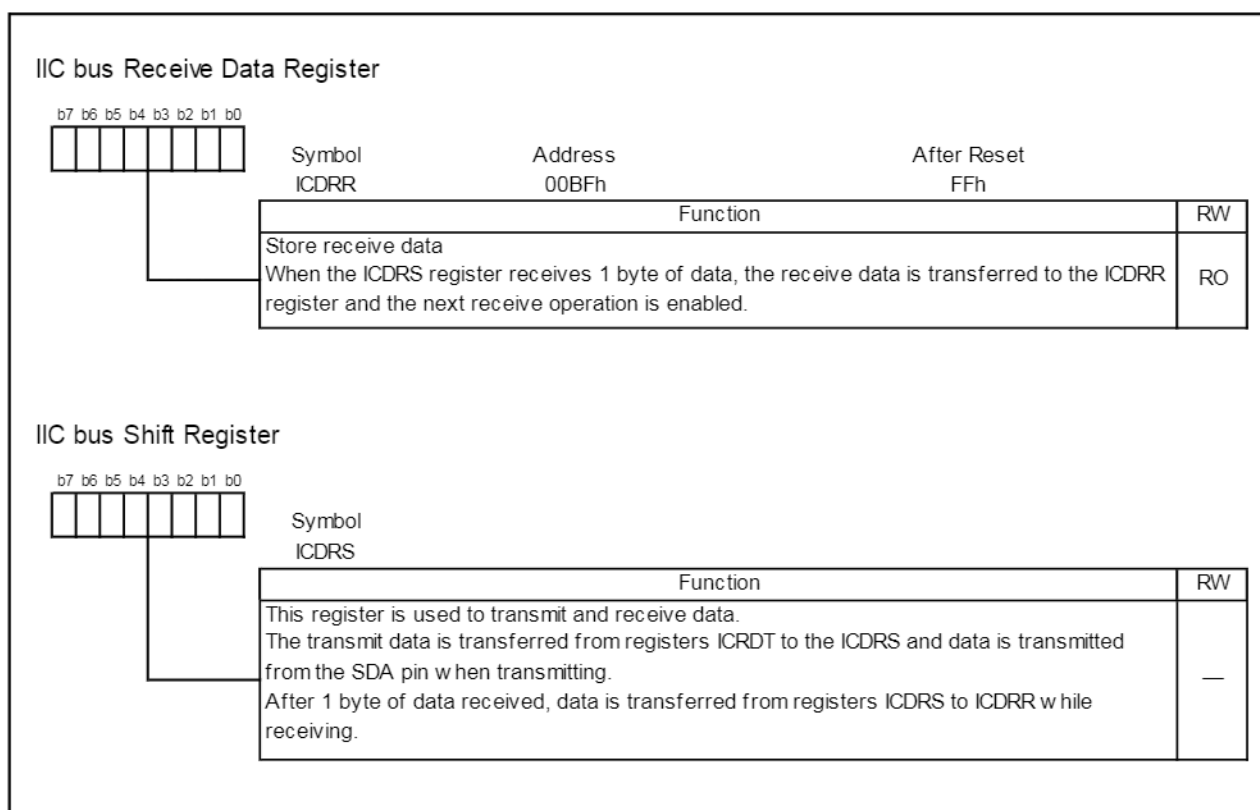 IIC bus Receive Data Register
b7 b6 b5 b4 b3 b2 b1 b0
Symbol Address After Reset
ICDRR 00BFh FFh
Function RW
Store receive data
When the ICDRS register receives 1 byte of data, the receive data is transferred to the ICDRR
register and the next receive operation is enabled.
RO
IIC bus Shift Register
b7 b6 b5 b4 b3 b2 b1 b0
Symbol
ICDRS
Function RW
This register is used to transmit and receive data.
The transmit data is transferred from registers ICRDT to the ICDRS and data is transmitted
from the SDA pin when transmitting.
After 1 byte of data received, data is transferred from registers ICDRS to ICDRR while
receiving.
—